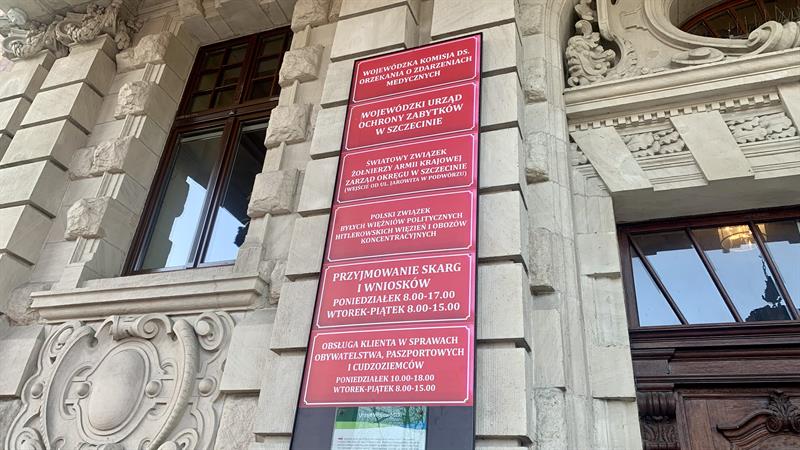 WOJEWÓDZKA KOMISJA DS.
ORZEKANIA O ZDARZENIACH
MEDYCZNYCH
WOJEWÓDZKI URZĄD
OCHRONY ZABYTKÓW
W SZCZECINIE
ŚWIATOWY ZWIĄZEK
ŻOŁNIERZY ARMII KRAJOWEJ
ZARZĄD OKRĘGU W SZCZECINIE
(WEJŚCIE OD UL. JAROWITA W PODWÓRZU)
POLSKI ZWIĄZEK
BYŁYCH WIĘŹNIÓW POLITYCZNYCH
HITLEROWSKICH WIĘZIEŃ I OBOZÓW
KONCENTRACYJNYCH
PRZYJMOWANIE SKARG
I WNIOSKÓW
PONIEDZIAŁEK 8.00-17.00
WTOREK-PIĄTEK 8.00-15.00
OBSŁUGA KLIENTA W SPRAWACH
OBYWATELSTWA, PASZPORTOWYCH
I CUDZOZIEMCÓW
PONIEDZIAŁEK 10.00-18.00
WTOREK-PIĄTEK 8.00-15.00